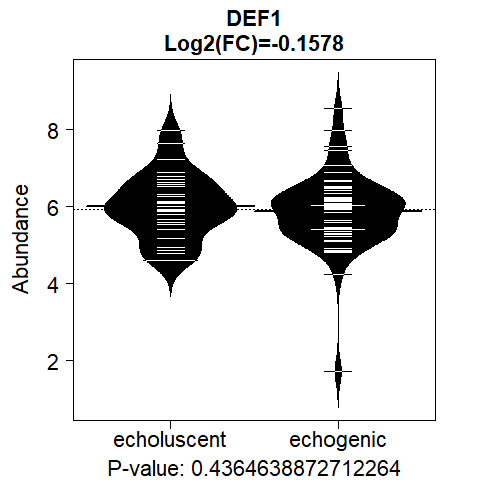 DEF1
Log2(FC)=-0.1578
Abundance
8
6
4
2
echoluscent echogenic
P-value: 0.4364638872712264